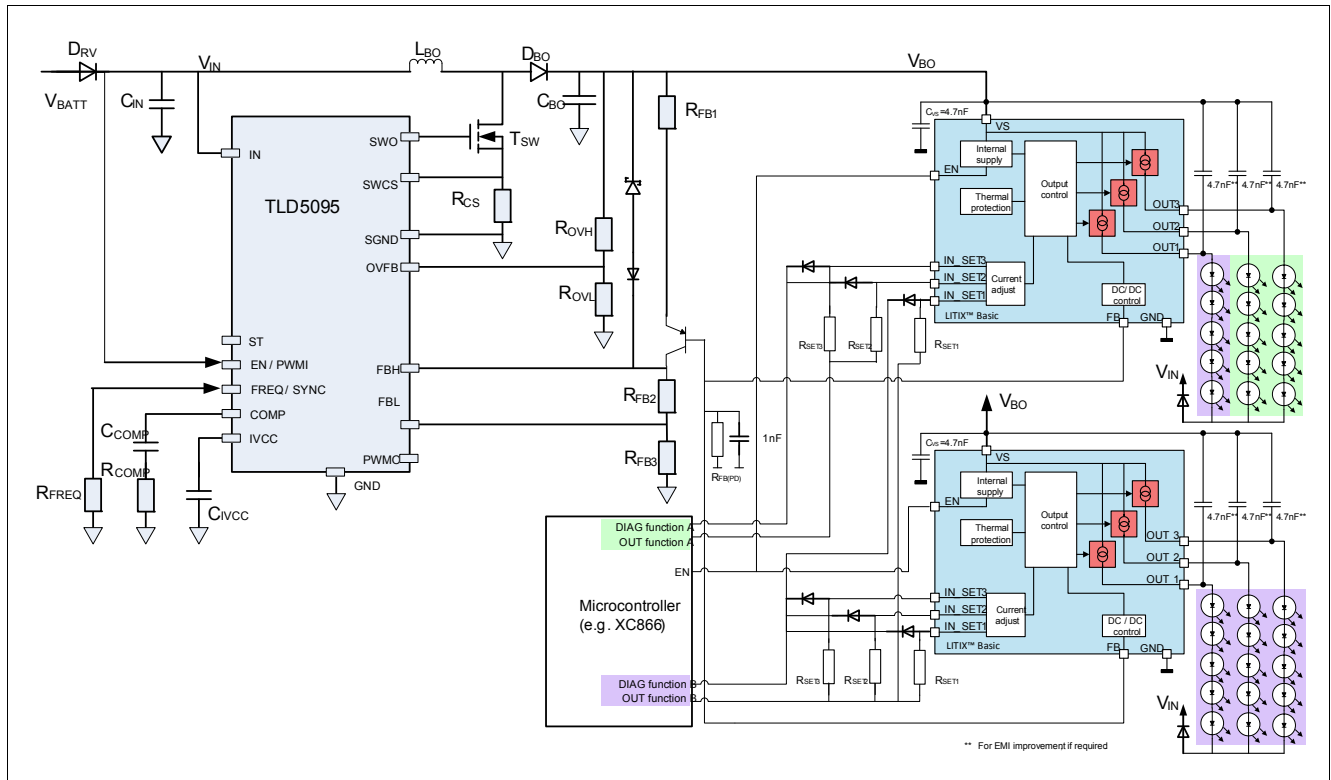 DRV
VIN
LBO
DBO
VBO
VBATT
CIN
CBO
RFB1
TSW
SWO
IN
SWCS
TLD5095
RCS
SGND
OVFB
ROVH
ROVL
ST
EN / PWMI
FBH
FREQ / SYNC
FBL
COMP
IVCC
PWMO
GND
RFB2
RFB3
RFB(PD)
1nF
CCOMP
RCOMP
RFREQ
CIVCC
DIAG function A
OUT function A
EN
Microcontroller
(e.g. XC866)
DIAG function B
OUT function B
CVS=4.7nF
VS
Internal
supply
EN
Output
control
Thermal
protection
4.7nF**
4.7nF**
4.7nF**
OUT3
OUT2
OUT1
IN_SET3
IN_SET2
IN_SET1
Current
adjust
DC/ DC
control
LITIX™ Basic
FB
GND
RSET3
RSET2
RSET1
VIN
VBO
CVS=4.7nF
VS
Internal
supply
EN
Output
control
Thermal
protection
4.7nF**
4.7nF**
4.7nF**
OUT 3
OUT 2
OUT 1
IN_SET3
IN_SET2
IN_SET1
Current
adjust
DC / DC
control
LITIX™ Basic
FB
GND
RSET3
RSET2
RSET1
VIN
** For EMI improvement if required